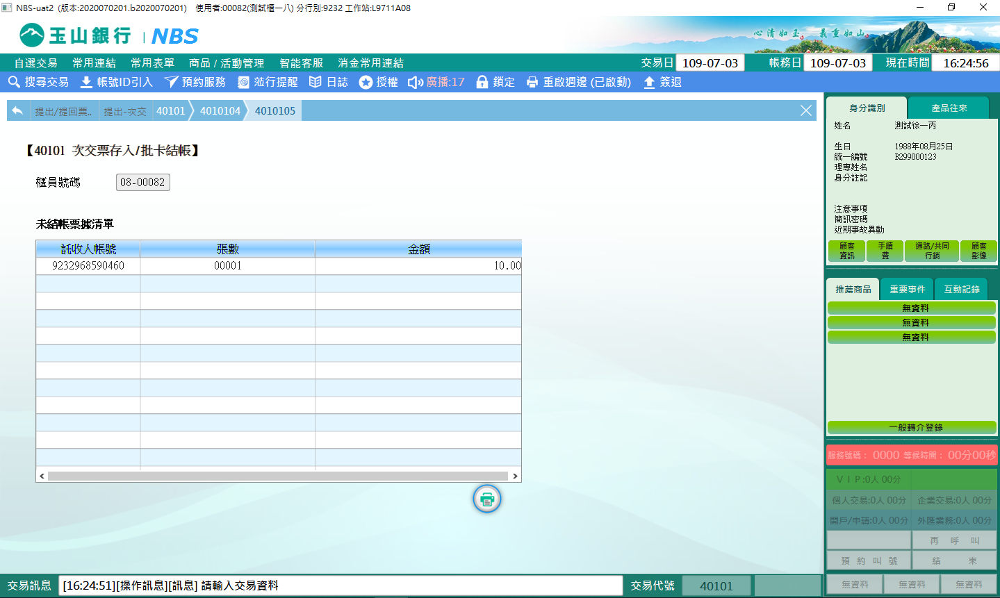 NBS-uat2 (版本:2020070201.b2020070201) 使用者:00082(測試櫃一八) 分行別:9232 工作站:L9711A08
玉山銀行 | NBS
心清如玉。 義重如山。
自選交易 常用連結 常用表單 商品 / 活動管理 智能客服 消金常用連結 交易日 109-07-03 帳務日 109-07-03 現在時間 16:24:56
搜尋交易 帳號ID引入 預約服務 蒞行提醒 日誌 授權 廣播:17 鎖定 重啟週邊 (已啟動) 簽退
提出/提回票.. 提出-次交 40101 4010104 4010105
【40101 次交票存入/批卡結帳】
櫃員號碼 08-00082
未結帳票據清單
託收人帳號 張數 金額
9232968590460 00001 10.00
身分識別 產品往來
姓名 測試徐一丙
生日 1988年08月25日
統一編號 B299000123
理專姓名
身分註記
注意事項
簡訊密碼
近期事故異動
顧客資訊 手續費 通路/共同行銷 顧客影像
推薦商品 重要事件 互動記錄
無資料
無資料
無資料
一般轉介登錄
服務號碼： 0000 等候時間： 00分00秒
ＶＩＰ:0人 00分
個人交易:0人 00分 企業交易:0人 00分
開戶/申請:0人 00分 外匯業務:0人 00分
再 呼 叫
預 約 叫 號 結 束
無資料 無資料 無資料
交易訊息 [16:24:51][操作訊息][訊息] 請輸入交易資料 交易代號 40101